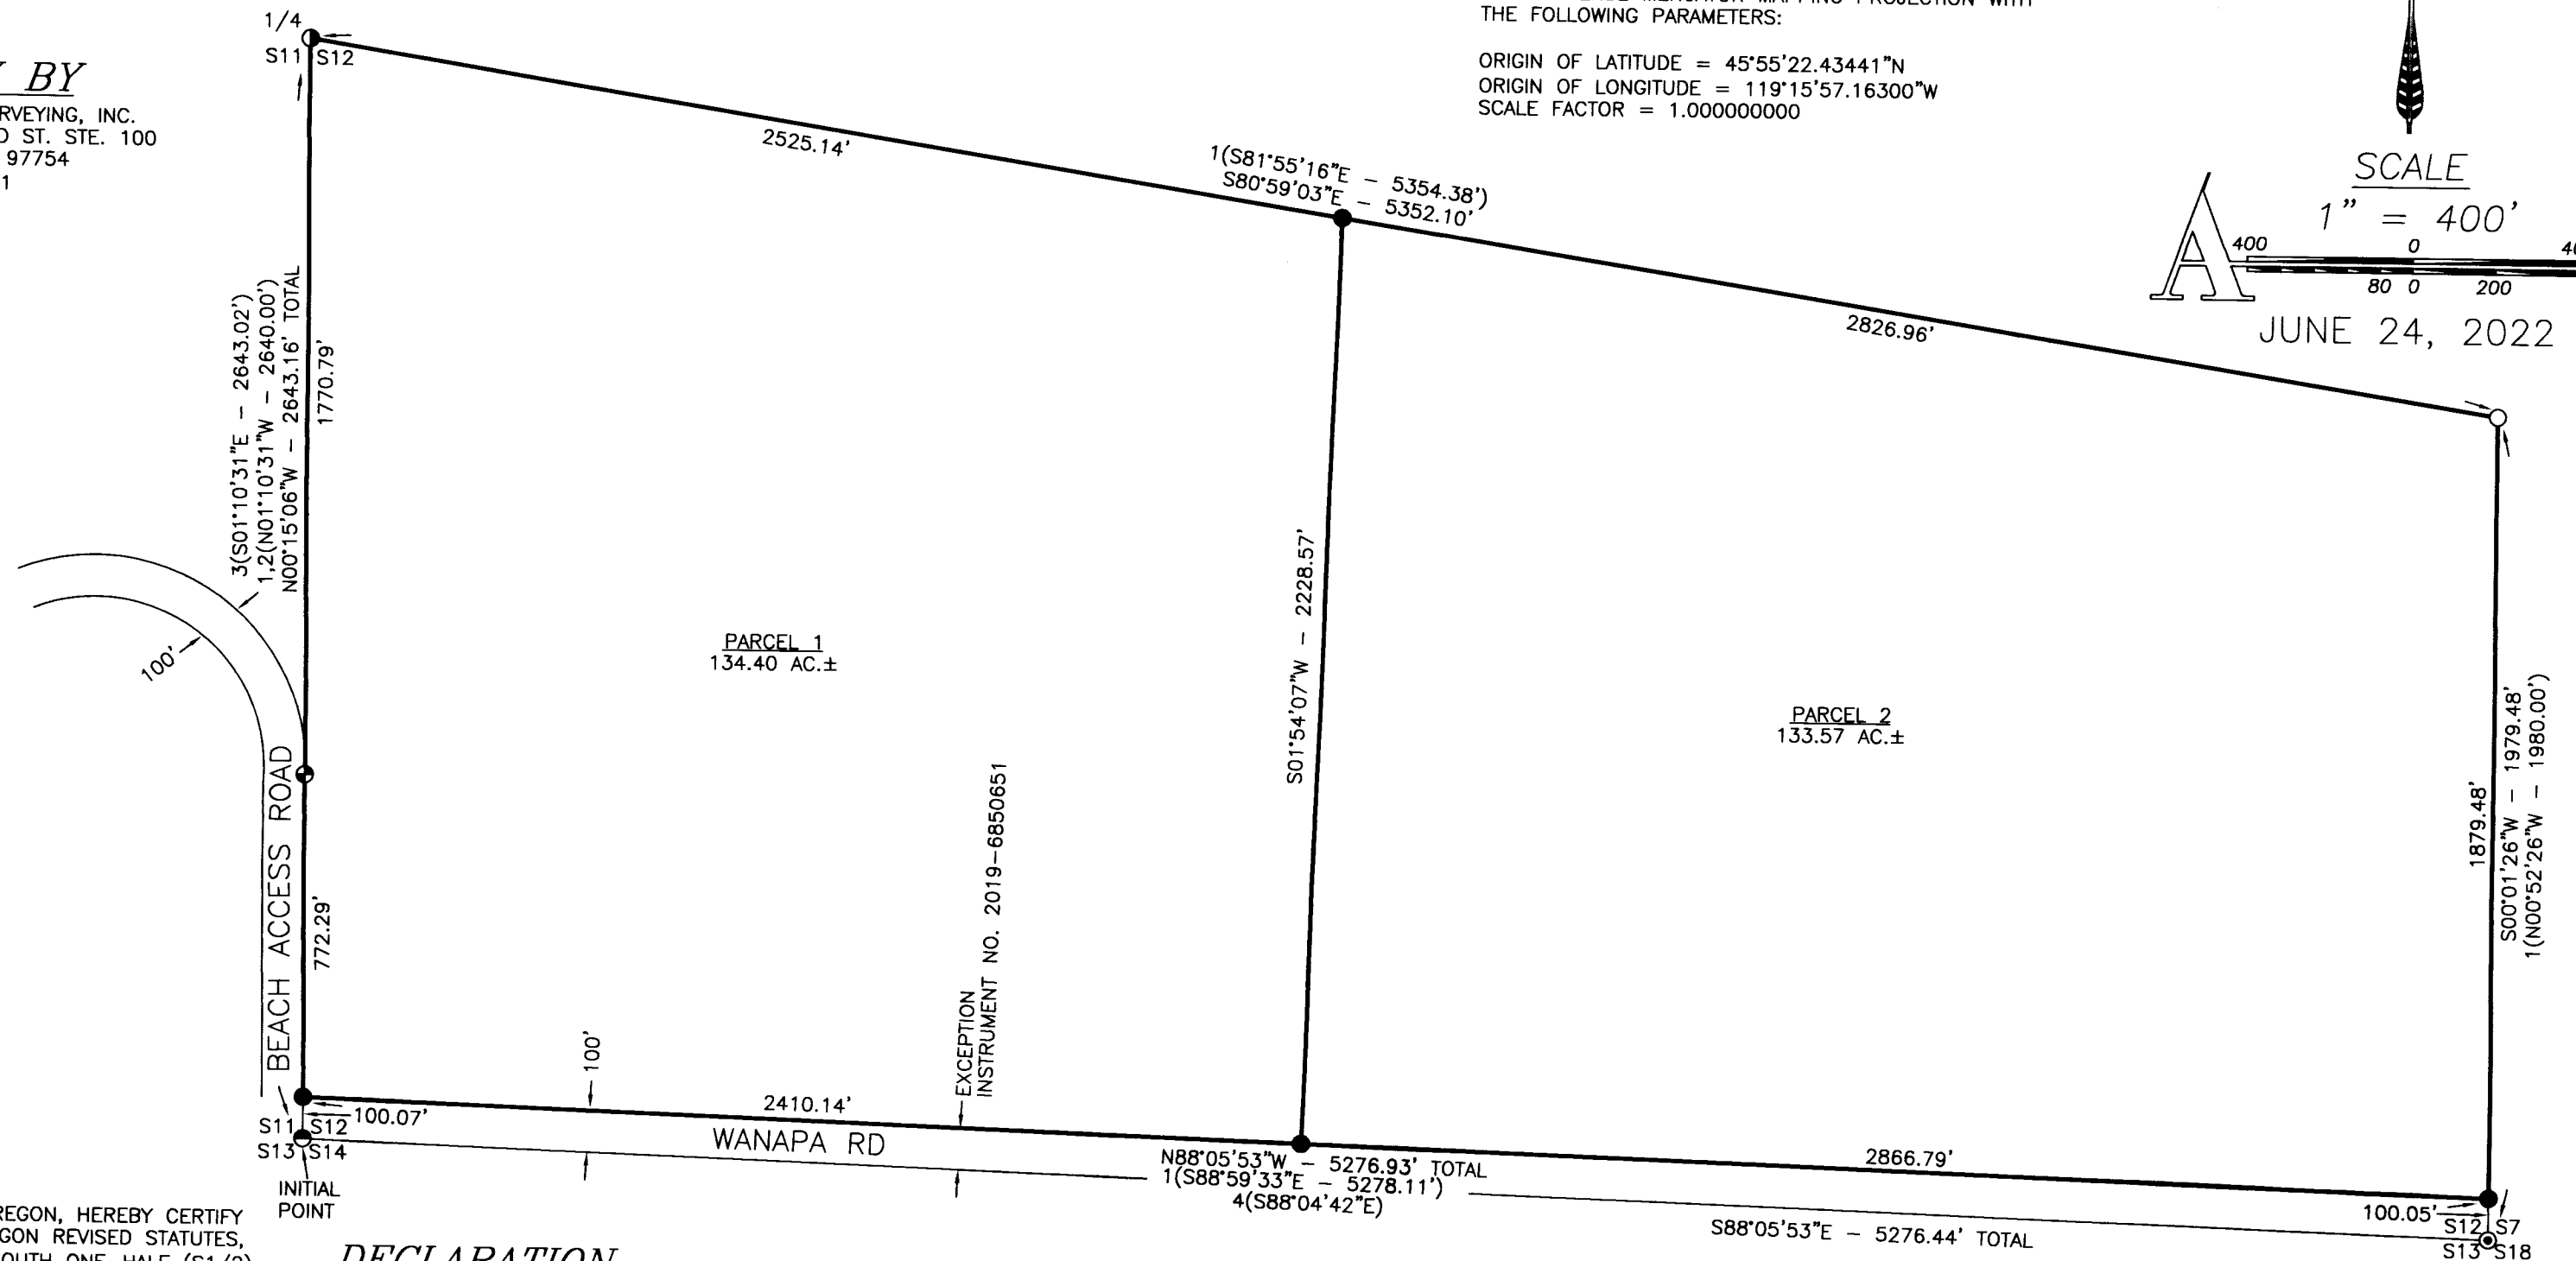 1/4
S11 S12
Y BY
RVEYING, INC.
D ST. STE. 100
97754
1
THE FOLLOWING PARAMETERS:
ORIGIN OF LATITUDE = 45°55'22.43441"N
ORIGIN OF LONGITUDE = 119°15'57.16300"W
SCALE FACTOR = 1.000000000
SCALE
1" = 400'
400 0 40
80 0 200
JUNE 24, 2022
2525.14'
1(S81°55'16"E - 5354.38')
S80°59'03"E - 5352.10'
2826.96'
3(S01°10'31"E - 2643.02')
1,2(N01°10'31"W - 2640.00')
N00°15'06"W - 2643.16' TOTAL
1770.79'
100'
BEACH ACCESS ROAD
772.29'
PARCEL 1
134.40 AC.±
S01°54'07"W - 2228.57'
PARCEL 2
133.57 AC.±
1879.48'
S00°01'26"W - 1979.48'
1(N00°52'26"W - 1980.00')
100'
EXCEPTION
INSTRUMENT NO. 2019-6850651
2410.14'
100.07'
S11 S12
S13 S14
INITIAL
POINT
WANAPA RD
N88°05'53"W - 5276.93' TOTAL
1(S88°59'33"E - 5278.11')
4(S88°04'42"E)
2866.79'
S88°05'53"E - 5276.44' TOTAL
100.05'
S12 S7
S13 S18
REGON, HEREBY CERTIFY
GON REVISED STATUTES,
OUTH ONE HALF (S1/2)
DECLARATION